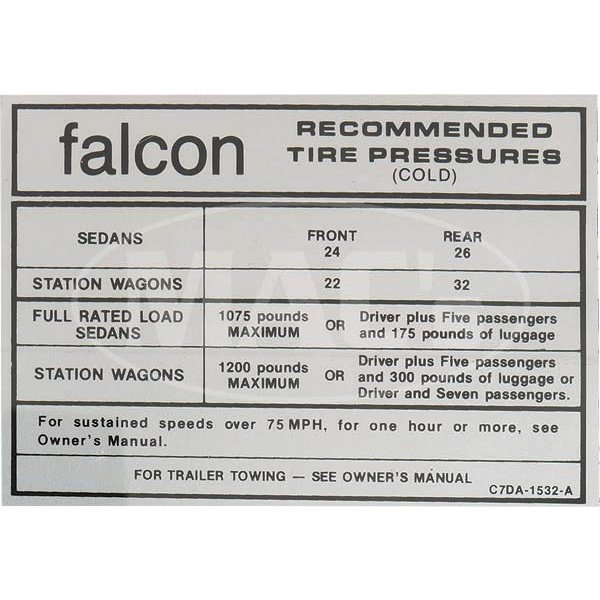 falcon
RECOMMENDED
TIRE PRESSURES
(COLD)
SEDANS FRONT REAR
24 26
STATION WAGONS 22 32
FULL RATED LOAD SEDANS 1075 pounds MAXIMUM OR Driver plus Five passengers and 175 pounds of luggage
STATION WAGONS 1200 pounds MAXIMUM OR Driver plus Five passengers and 300 pounds of luggage or Driver and Seven passengers.
For sustained speeds over 75 MPH, for one hour or more, see
Owner's Manual.
FOR TRAILER TOWING — SEE OWNER'S MANUAL
C7DA-1532-A
MAC's